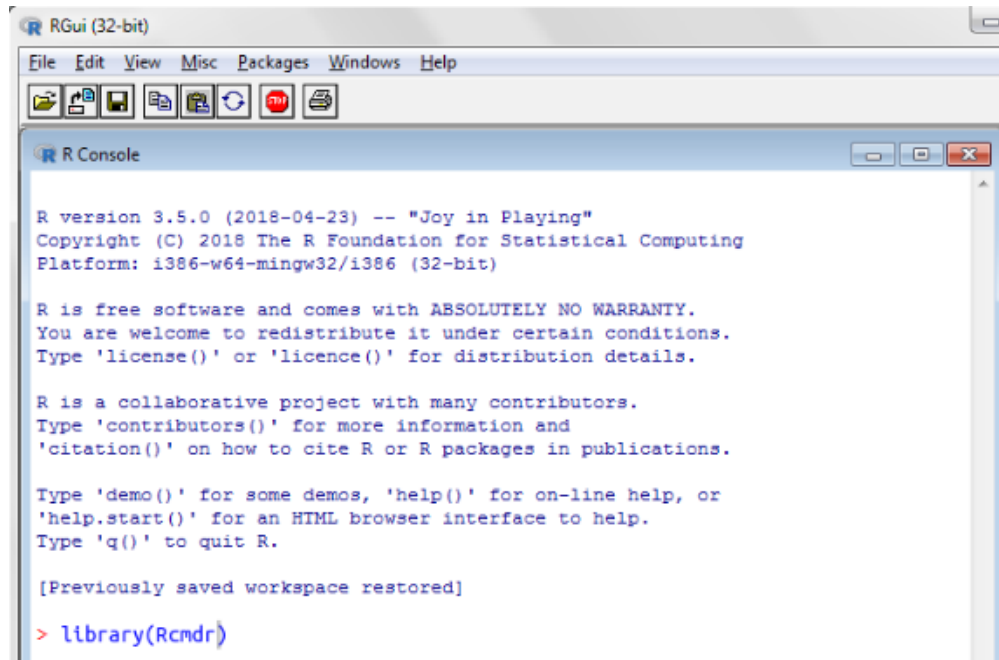 RGui (32-bit)
File Edit View Misc Packages Windows Help
STOP
R Console
R version 3.5.0 (2018-04-23) -- "Joy in Playing"
Copyright (C) 2018 The R Foundation for Statistical Computing
Platform: i386-w64-mingw32/i386 (32-bit)
R is free software and comes with ABSOLUTELY NO WARRANTY.
You are welcome to redistribute it under certain conditions.
Type 'license()' or 'licence()' for distribution details.
R is a collaborative project with many contributors.
Type 'contributors()' for more information and
'citation()' on how to cite R or R packages in publications.
Type 'demo()' for some demos, 'help()' for on-line help, or
'help.start()' for an HTML browser interface to help.
Type 'q()' to quit R.
[Previously saved workspace restored]
> library(Rcmdr)